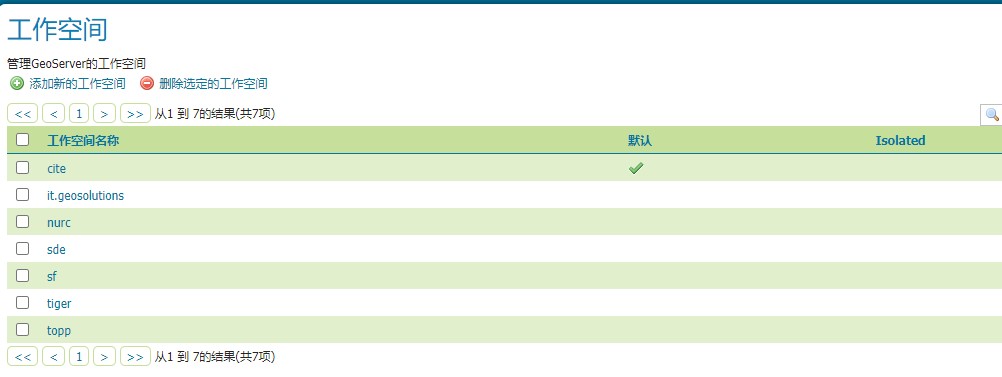 工作空间
管理GeoServer的工作空间
添加新的工作空间 删除选定的工作空间
<< < 1 > >> 从1 到 7的结果(共7项)
工作空间名称 默认 Isolated
cite
it.geosolutions
nurc
sde
sf
tiger
topp
<< < 1 > >> 从1 到 7的结果(共7项)